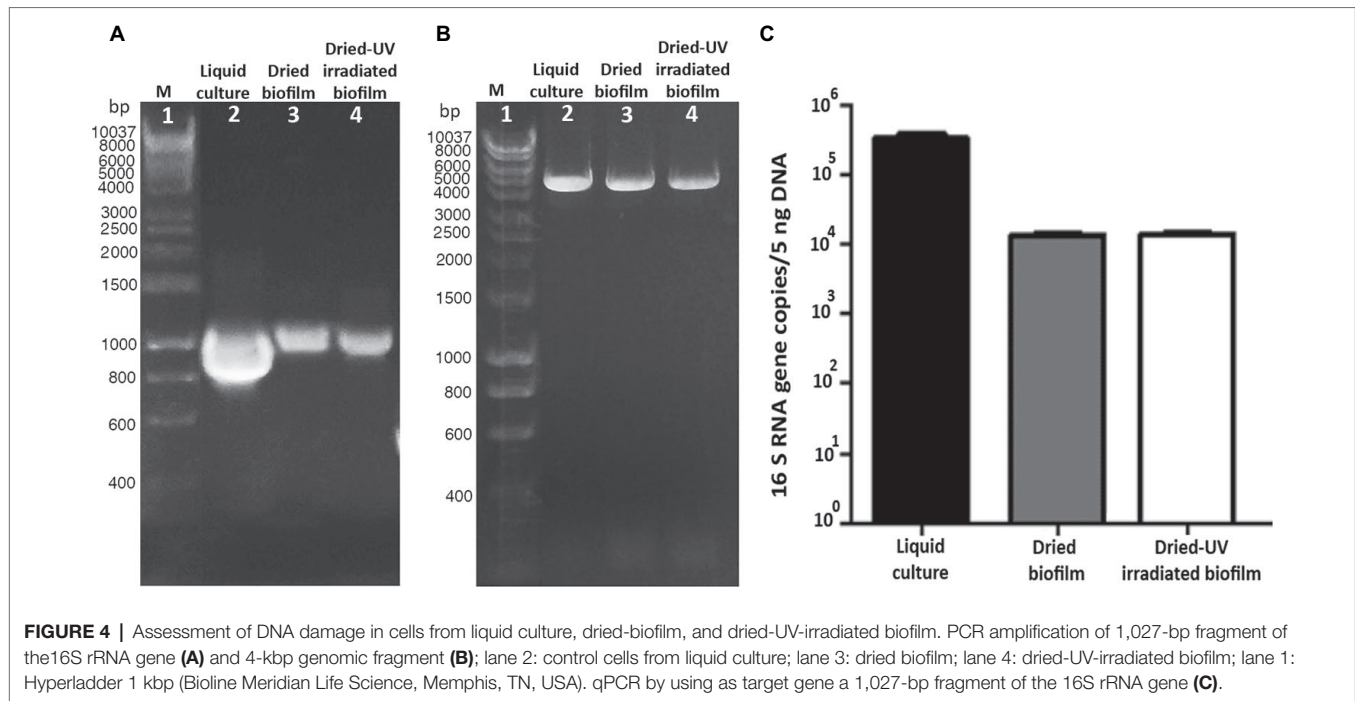 A
Liquid culture
Dried biofilm
Dried-UV irradiated biofilm
M
bp
1
2
3
4
10037
8000
6000
5000
4000
3000
2500
2000
1500
1000
800
600
400
B
Liquid culture
Dried biofilm
Dried-UV irradiated biofilm
M
bp
1
2
3
4
10037
8000
6000
5000
4000
3000
2500
2000
1500
1000
800
600
400
C
16 S RNA gene copies/5 ng DNA
10^6
10^5
10^4
10^3
10^2
10^1
10^0
Liquid culture
Dried biofilm
Dried-UV irradiated biofilm
FIGURE 4 | Assessment of DNA damage in cells from liquid culture, dried-biofilm, and dried-UV-irradiated biofilm. PCR amplification of 1,027-bp fragment of
the16S rRNA gene (A) and 4-kbp genomic fragment (B); lane 2: control cells from liquid culture; lane 3: dried biofilm; lane 4: dried-UV-irradiated biofilm; lane 1:
Hyperladder 1 kbp (Bioline Meridian Life Science, Memphis, TN, USA). qPCR by using as target gene a 1,027-bp fragment of the 16S rRNA gene (C).